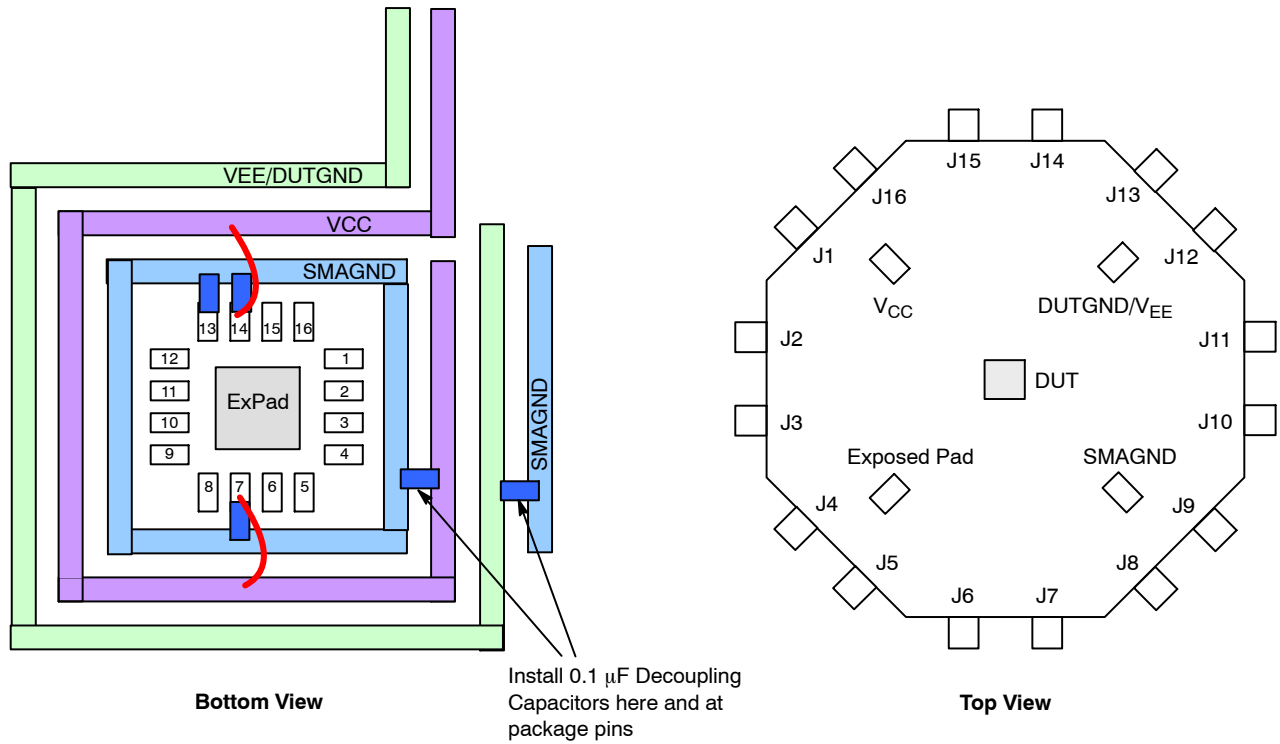 VEE/DUTGND
VCC
SMAGND
13 14 15 16
12
11
10
9
ExPad
1
2
3
4
8 7 6 5
SMAGND
Install 0.1 μF Decoupling
Capacitors here and at
package pins
Bottom View
J15 J14
J16 J13
J1 J12
VCC
DUTGND/VEE
J2 J11
DUT
J3 J10
Exposed Pad SMAGND
J4 J9
J5 J8
J6 J7
Top View